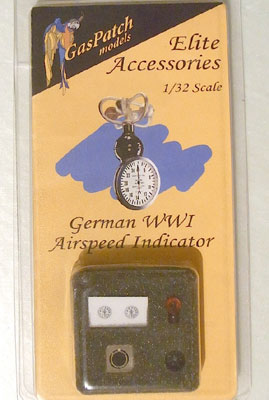 GasPatch
models
Elite
Accessories
1/32 Scale
German WWI
Airspeed Indicator